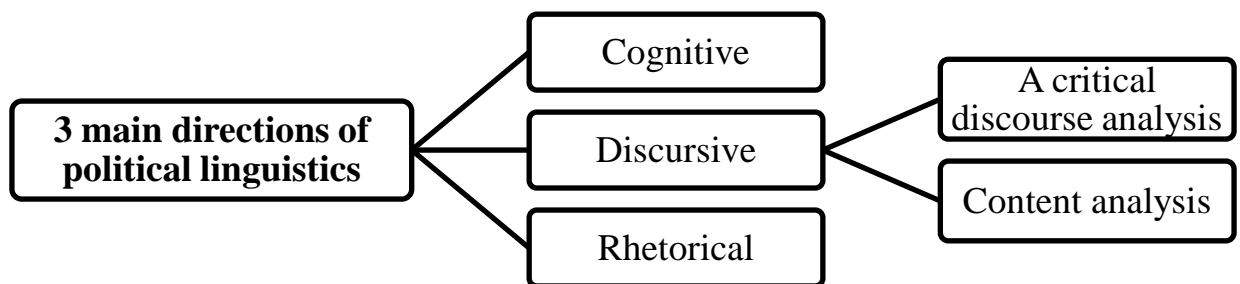 3 main directions of
political linguistics
Cognitive
Discursive
Rhetorical
A critical
discourse analysis
Content analysis